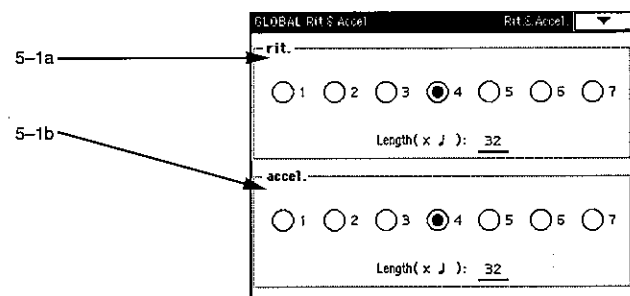 GLOBAL Rit & Accel Rit.& Accel.
5–1a
rit.
1 2 3 4 5 6 7
Length( x ♩ ): 32
5–1b
accel.
1 2 3 4 5 6 7
Length( x ♩ ): 32